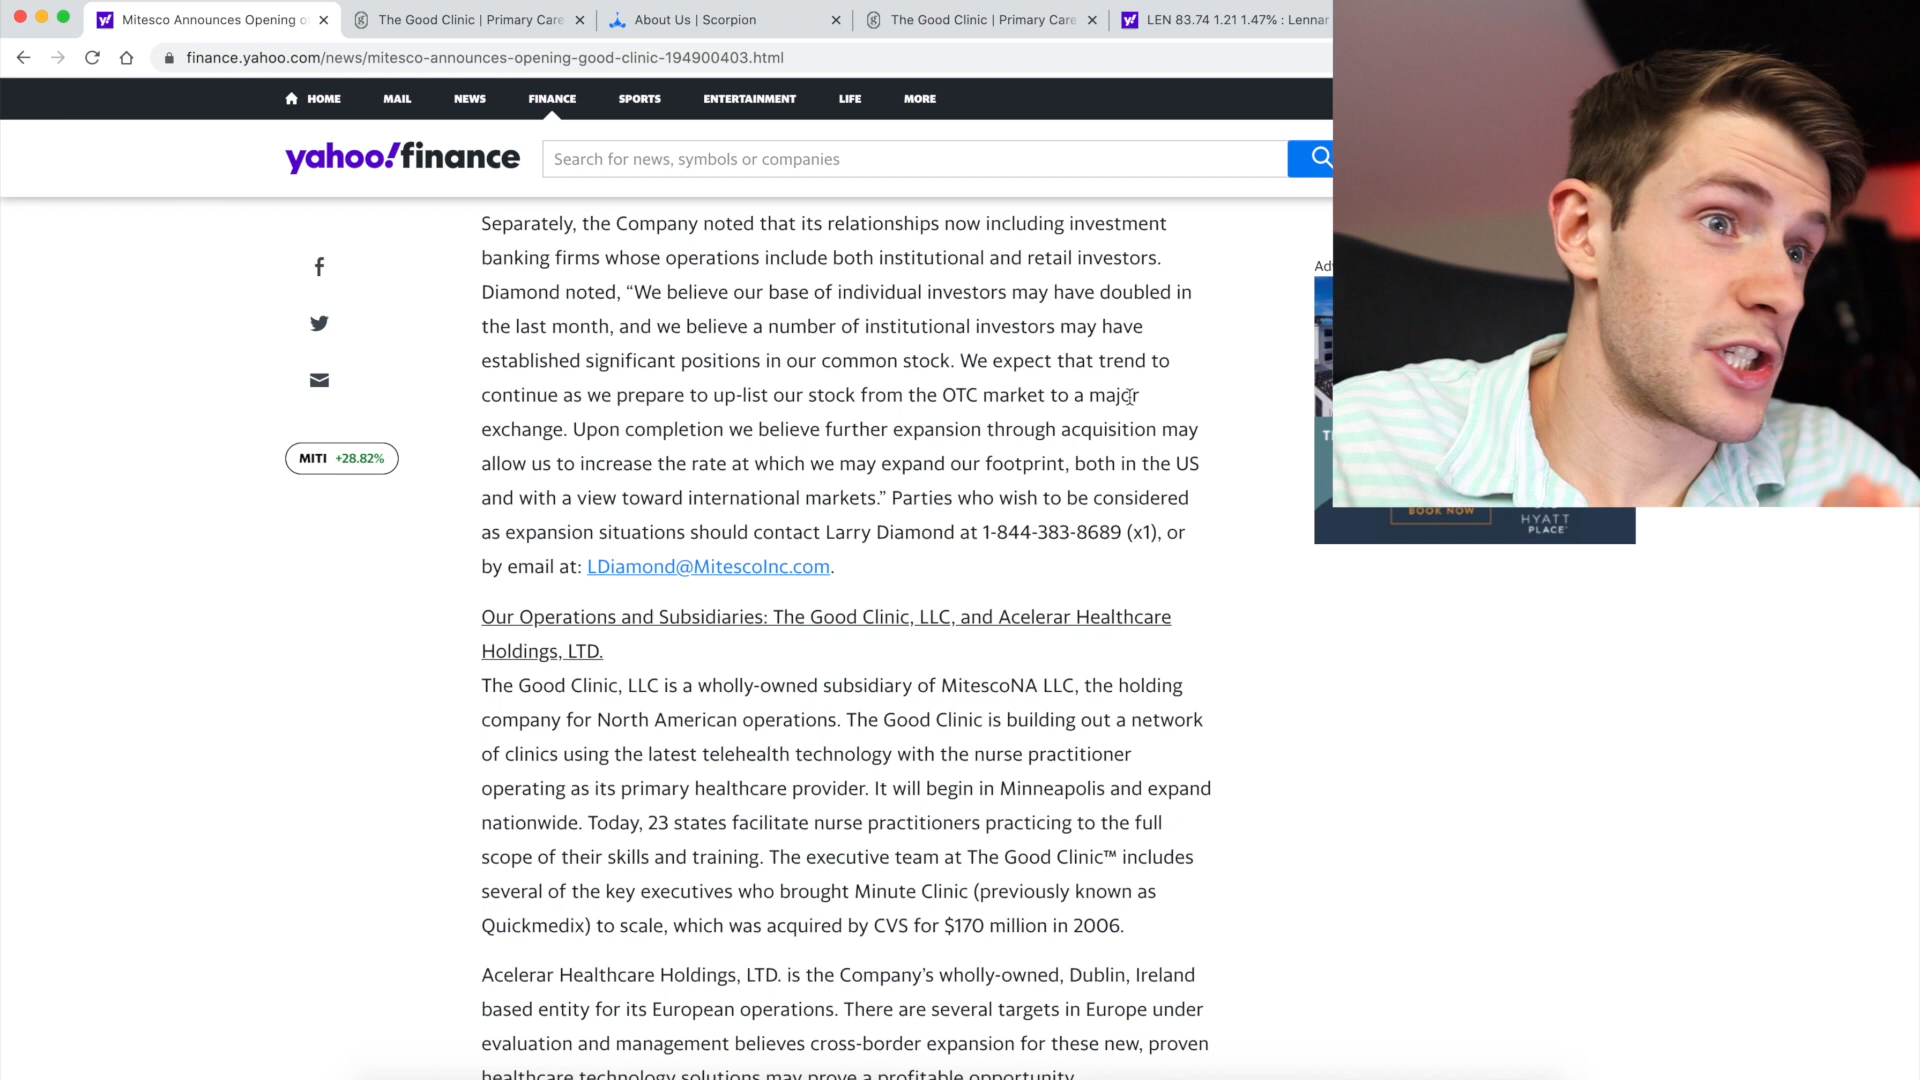 Mitesco Announces Opening o
The Good Clinic | Primary Care
About Us | Scorpion
The Good Clinic | Primary Care
LEN 83.74 1.21 1.47% : Lennar
finance.yahoo.com/news/mitesco-announces-opening-good-clinic-194900403.html
HOME MAIL NEWS FINANCE SPORTS ENTERTAINMENT LIFE MORE
yahoo!finance
Search for news, symbols or companies
Separately, the Company noted that its relationships now including investment
banking firms whose operations include both institutional and retail investors.
Diamond noted, “We believe our base of individual investors may have doubled in
the last month, and we believe a number of institutional investors may have
established significant positions in our common stock. We expect that trend to
continue as we prepare to up-list our stock from the OTC market to a major
exchange. Upon completion we believe further expansion through acquisition may
allow us to increase the rate at which we may expand our footprint, both in the US
and with a view toward international markets.” Parties who wish to be considered
as expansion situations should contact Larry Diamond at 1-844-383-8689 (x1), or
by email at: LDiamond@MitescoInc.com.
MITI +28.82%
Ad
BOOK NOW
HYATT
PLACE
Our Operations and Subsidiaries: The Good Clinic, LLC, and Acelerar Healthcare
Holdings, LTD.
The Good Clinic, LLC is a wholly-owned subsidiary of MitescoNA LLC, the holding
company for North American operations. The Good Clinic is building out a network
of clinics using the latest telehealth technology with the nurse practitioner
operating as its primary healthcare provider. It will begin in Minneapolis and expand
nationwide. Today, 23 states facilitate nurse practitioners practicing to the full
scope of their skills and training. The executive team at The Good Clinic™ includes
several of the key executives who brought Minute Clinic (previously known as
Quickmedix) to scale, which was acquired by CVS for $170 million in 2006.
Acelerar Healthcare Holdings, LTD. is the Company’s wholly-owned, Dublin, Ireland
based entity for its European operations. There are several targets in Europe under
evaluation and management believes cross-border expansion for these new, proven
healthcare technology solutions may prove a profitable opportunity.